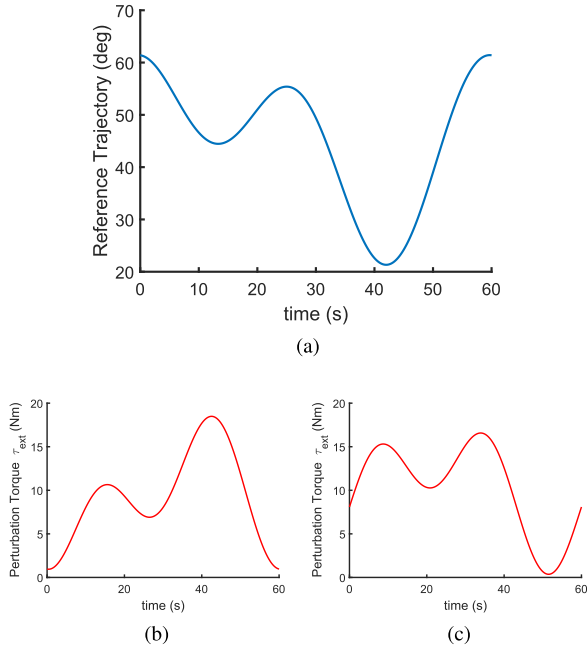 70
60
50
40
30
20
Reference Trajectory (deg)
0 10 20 30 40 50 60
time (s)
(a)
20
15
10
5
0
Perturbation Torque τext (Nm)
0 20 40 60
time (s)
(b)
20
15
10
5
0
Perturbation Torque τext (Nm)
0 20 40 60
time (s)
(c)